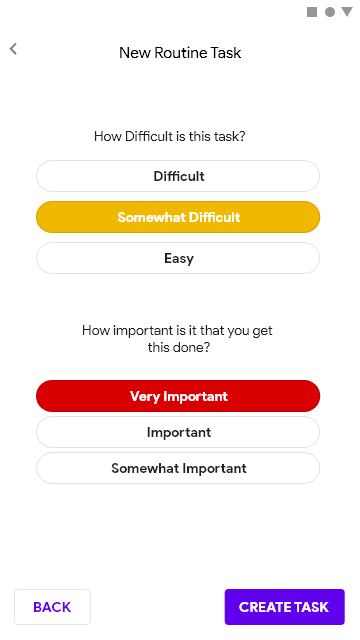 New Routine Task
How Difficult is this task?
Difficult
Somewhat Difficult
Easy
How important is it that you get
this done?
Very Important
Important
Somewhat Important
BACK
CREATE TASK